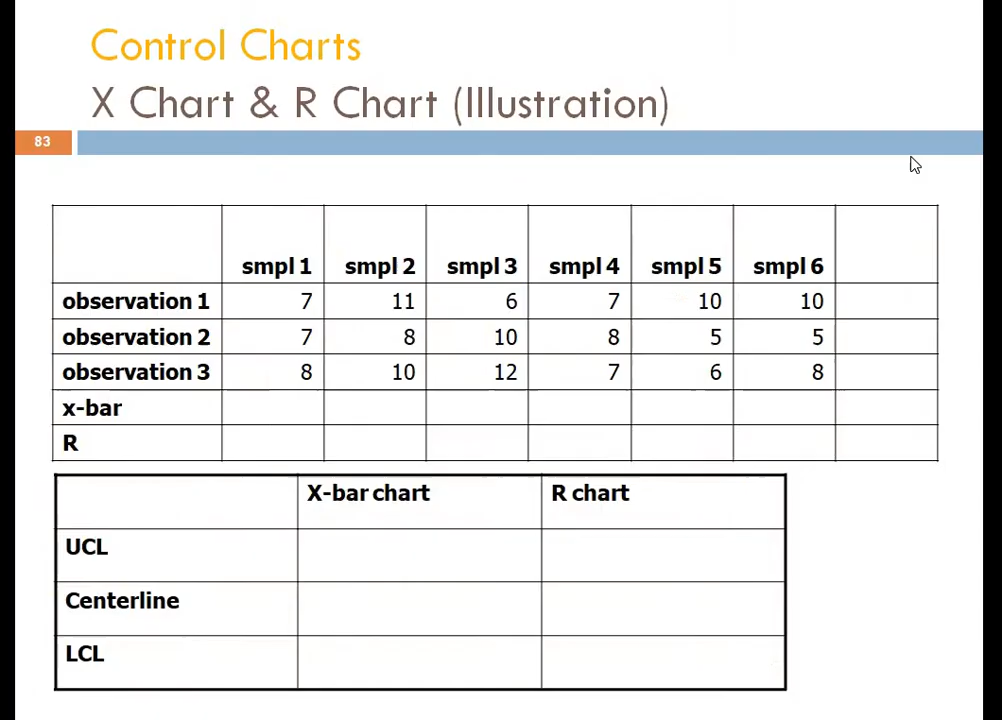 Control Charts
X Chart & R Chart (Illustration)
83
smpl 1 smpl 2 smpl 3 smpl 4 smpl 5 smpl 6
observation 1 7 11 6 7 10 10
observation 2 7 8 10 8 5 5
observation 3 8 10 12 7 6 8
x-bar
R
X-bar chart R chart
UCL
Centerline
LCL